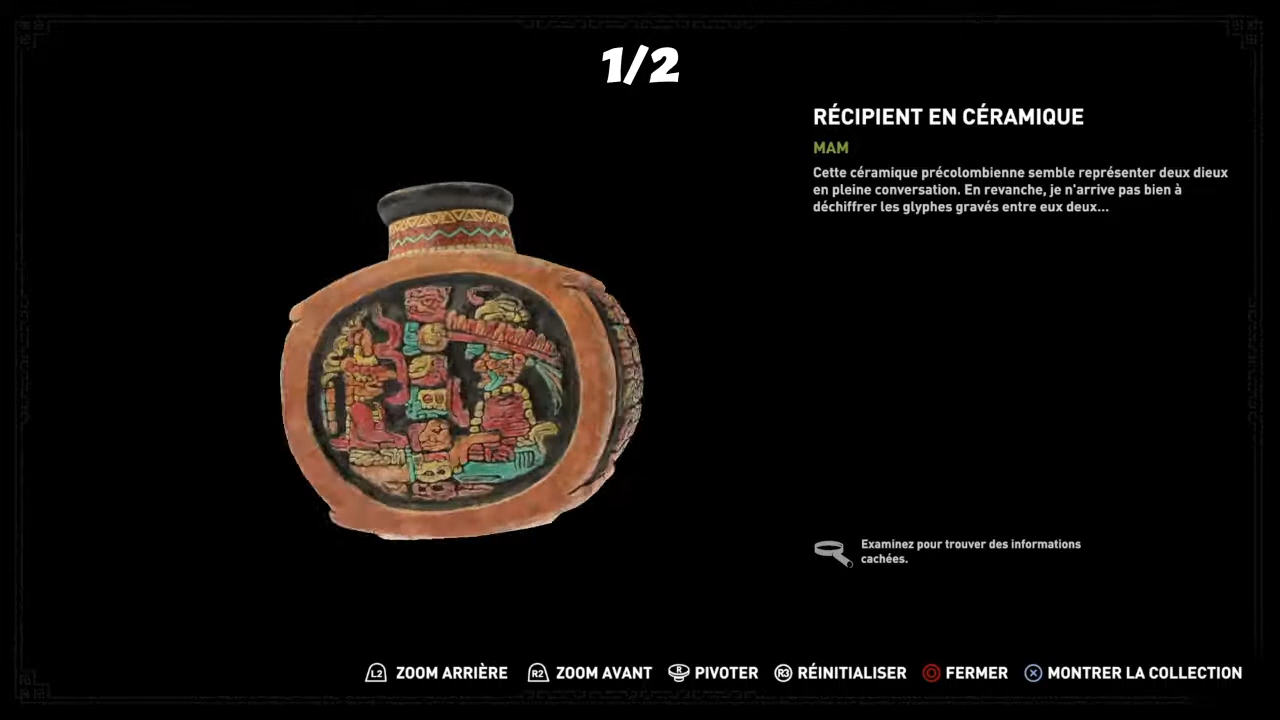 1/2
RÉCIPIENT EN CÉRAMIQUE
MAM
Cette céramique précolombienne semble représenter deux dieux
en pleine conversation. En revanche, je n'arrive pas bien à
déchiffrer les glyphes gravés entre eux deux...
Examinez pour trouver des informations
cachées.
L2 ZOOM ARRIÈRE R2 ZOOM AVANT R PIVOTER R3 RÉINITIALISER FERMER MONTRER LA COLLECTION